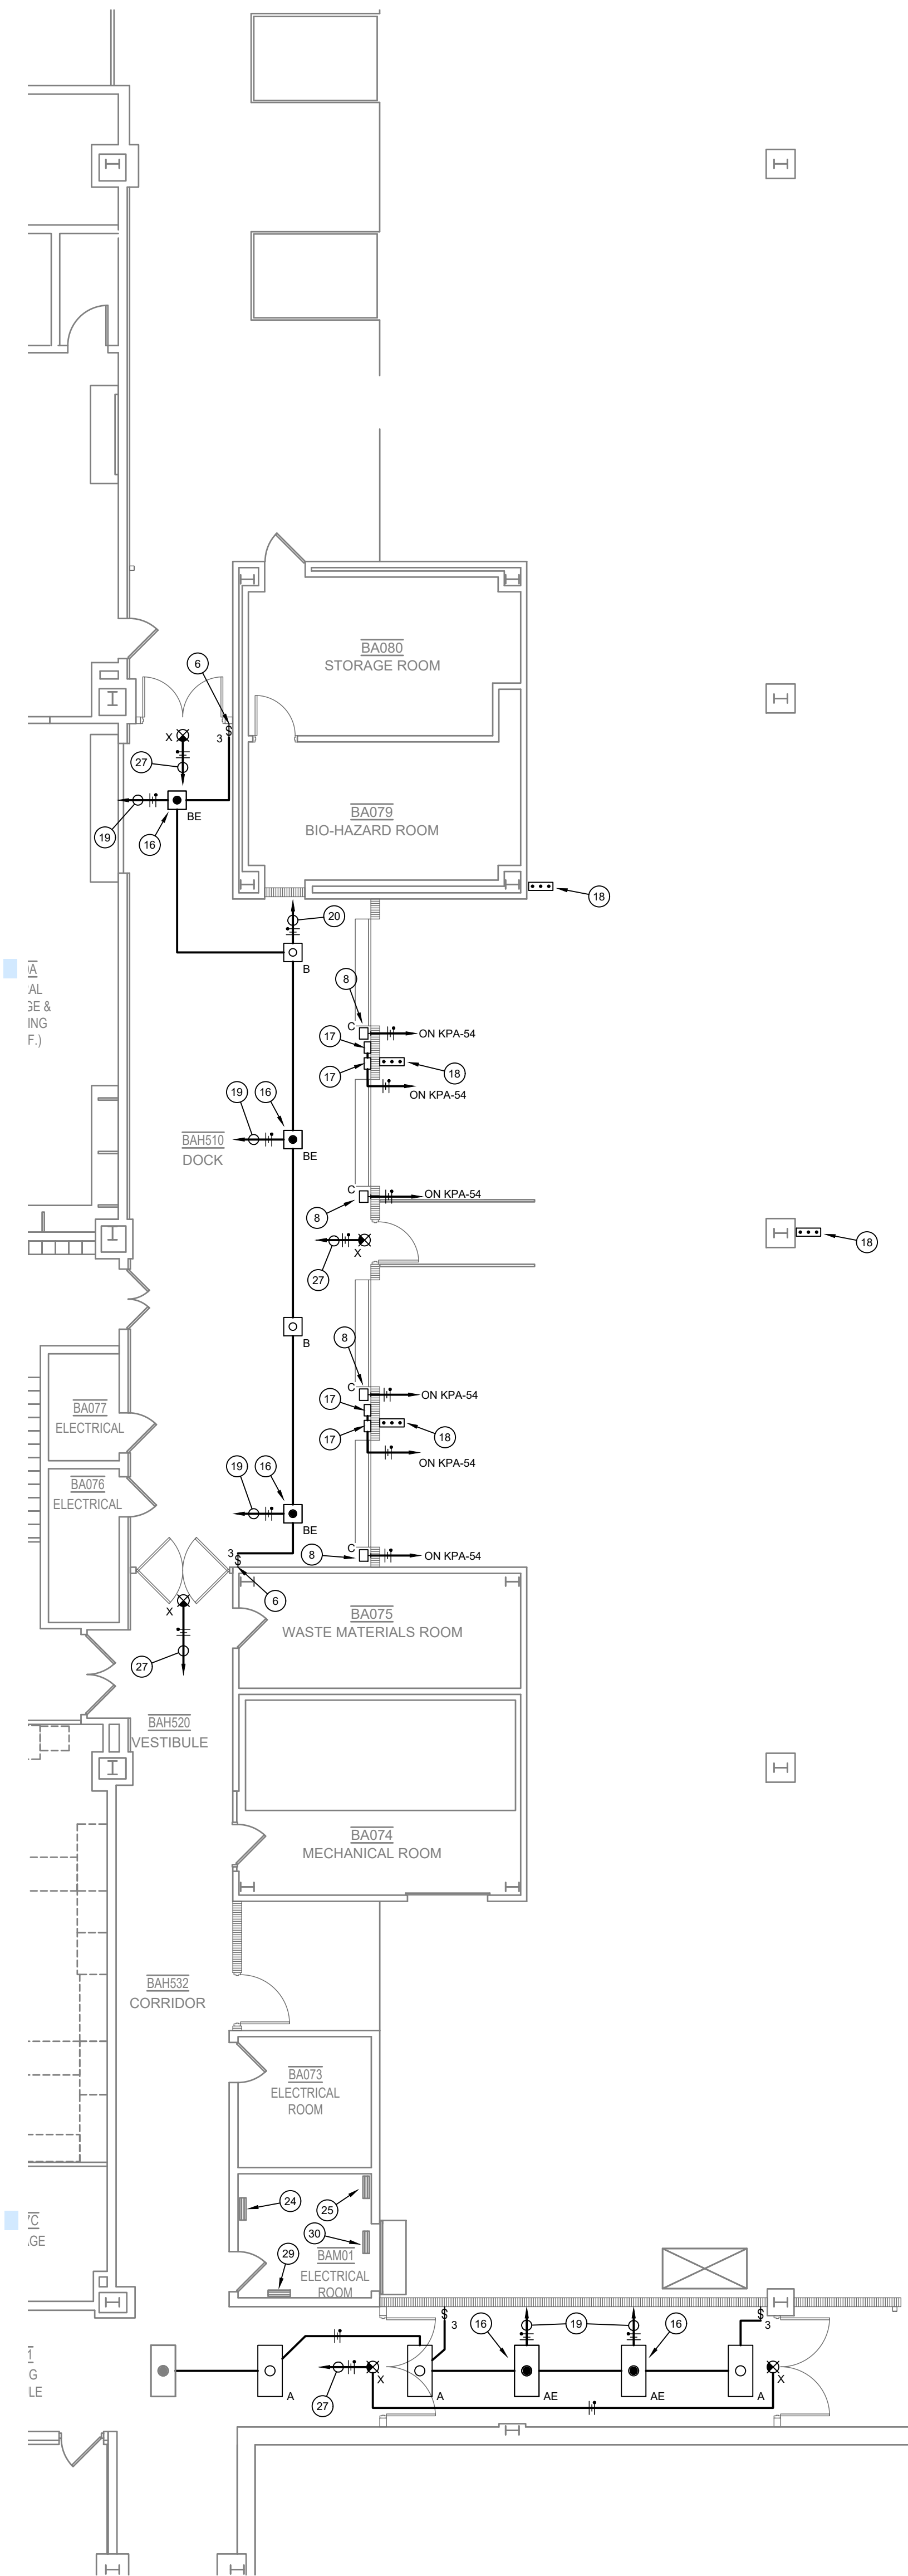 BA080
STORAGE ROOM
6
X
3
$
27
BA079
BIO-HAZARD ROOM
19
BE
16
18
20
B
8
C
ON KPA-54
17
17
18
ON KPA-54
19
16
BAH510
DOCK
BE
C
ON KPA-54
8
X
27
18
8
B
C
ON KPA-54
17
17
18
ON KPA-54
BA077
ELECTRICAL
BA076
ELECTRICAL
19
16
BE
3
$
8
C
ON KPA-54
6
X
27
BA075
WASTE MATERIALS ROOM
BAH520
VESTIBULE
BA074
MECHANICAL ROOM
BAH532
CORRIDOR
BA073
ELECTRICAL
ROOM
24
25
30
29
BAM01
ELECTRICAL
ROOM
$
3
16
19
16
$
3
A
27
X
A
AE
AE
A
X
GE &
ING
F.)